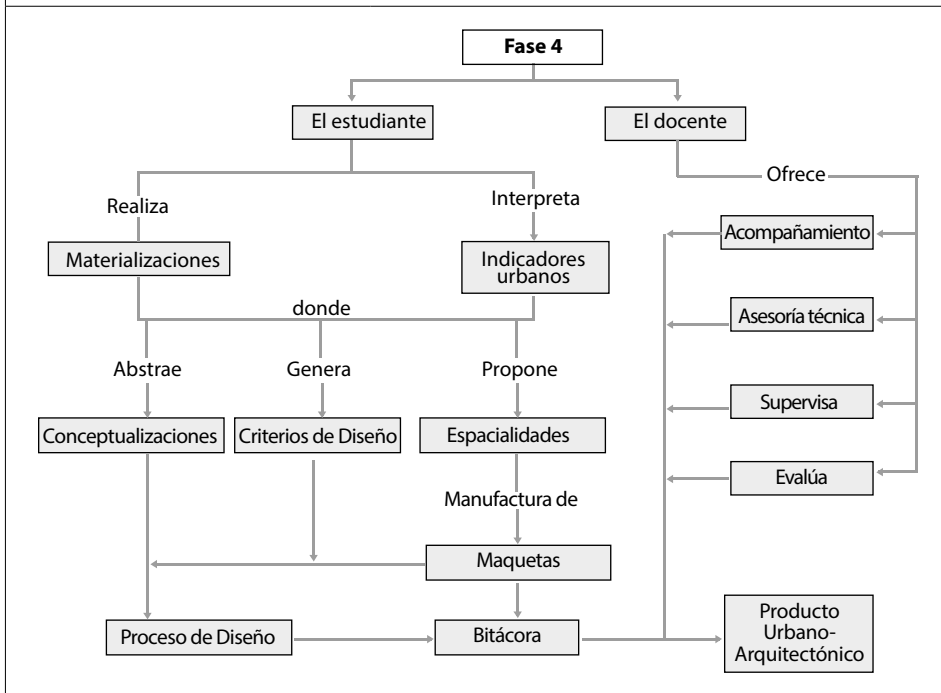 Fase 4
El estudiante
El docente
Ofrece
Realiza
Interpreta
Acompañamiento
Materializaciones
Indicadores
urbanos
donde
Asesoría técnica
Abstrae
Genera
Propone
Supervisa
Conceptualizaciones
Criterios de Diseño
Espacialidades
Evalúa
Manufactura de
Maquetas
Proceso de Diseño
Bitácora
Producto
Urbano-
Arquitectónico